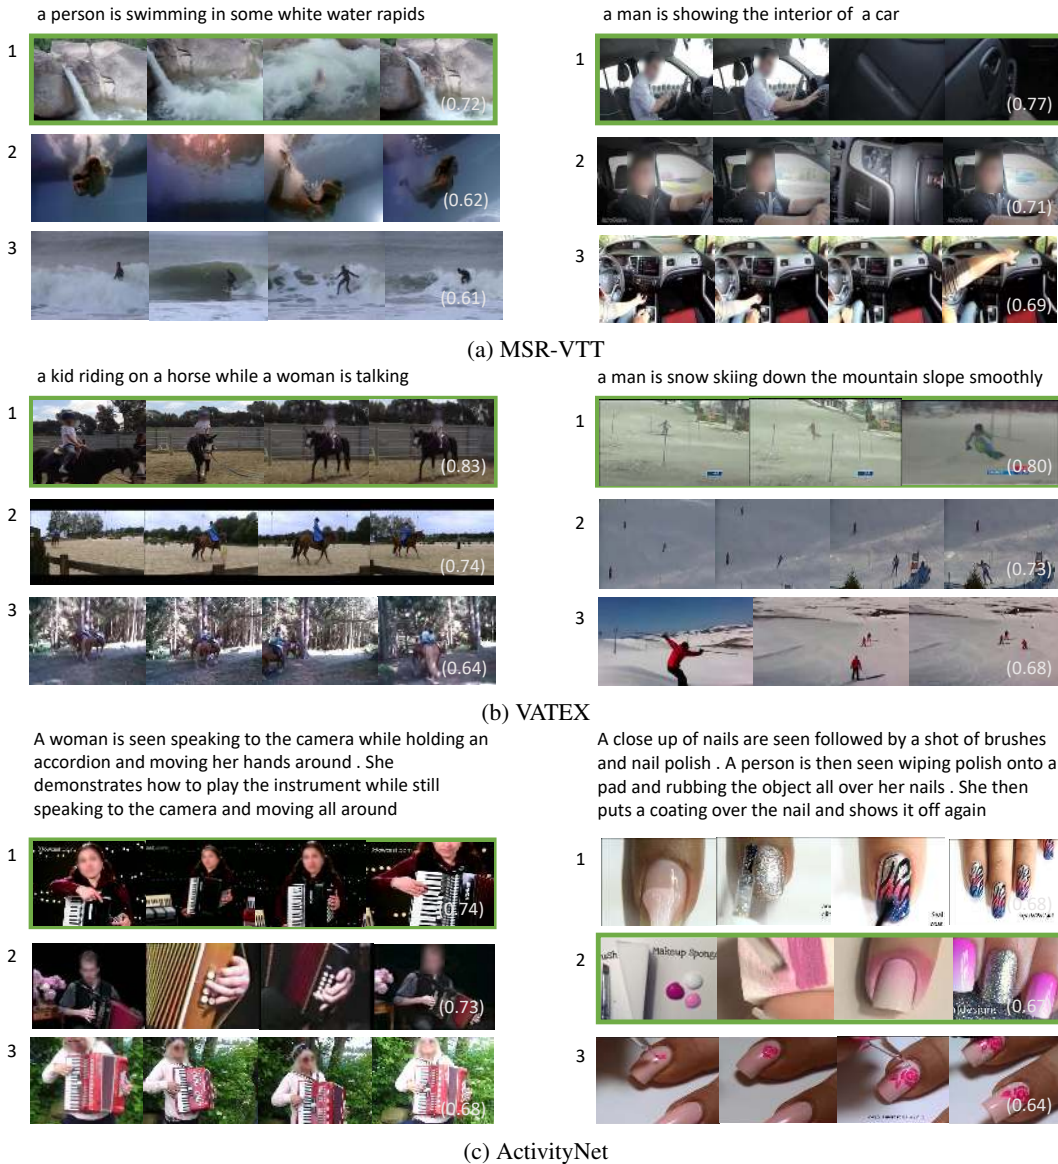 a person is swimming in some white water rapids
1
(0.72)
2
(0.62)
3
(0.61)
a man is showing the interior of a car
1
(0.77)
2
(0.71)
3
(0.69)
(a) MSR-VTT
a kid riding on a horse while a woman is talking
1
(0.83)
2
(0.74)
3
(0.64)
a man is snow skiing down the mountain slope smoothly
1
(0.80)
2
(0.73)
3
(0.68)
(b) VATEX
A woman is seen speaking to the camera while holding an
accordion and moving her hands around . She
demonstrates how to play the instrument while still
speaking to the camera and moving all around
1
(0.74)
2
(0.73)
3
(0.68)
A close up of nails are seen followed by a shot of brushes
and nail polish . A person is then seen wiping polish onto a
pad and rubbing the object all over her nails . She then
puts a coating over the nail and shows it off again
1
(0.68)
2
Makeup Spong
(0.67)
3
(0.64)
(c) ActivityNet